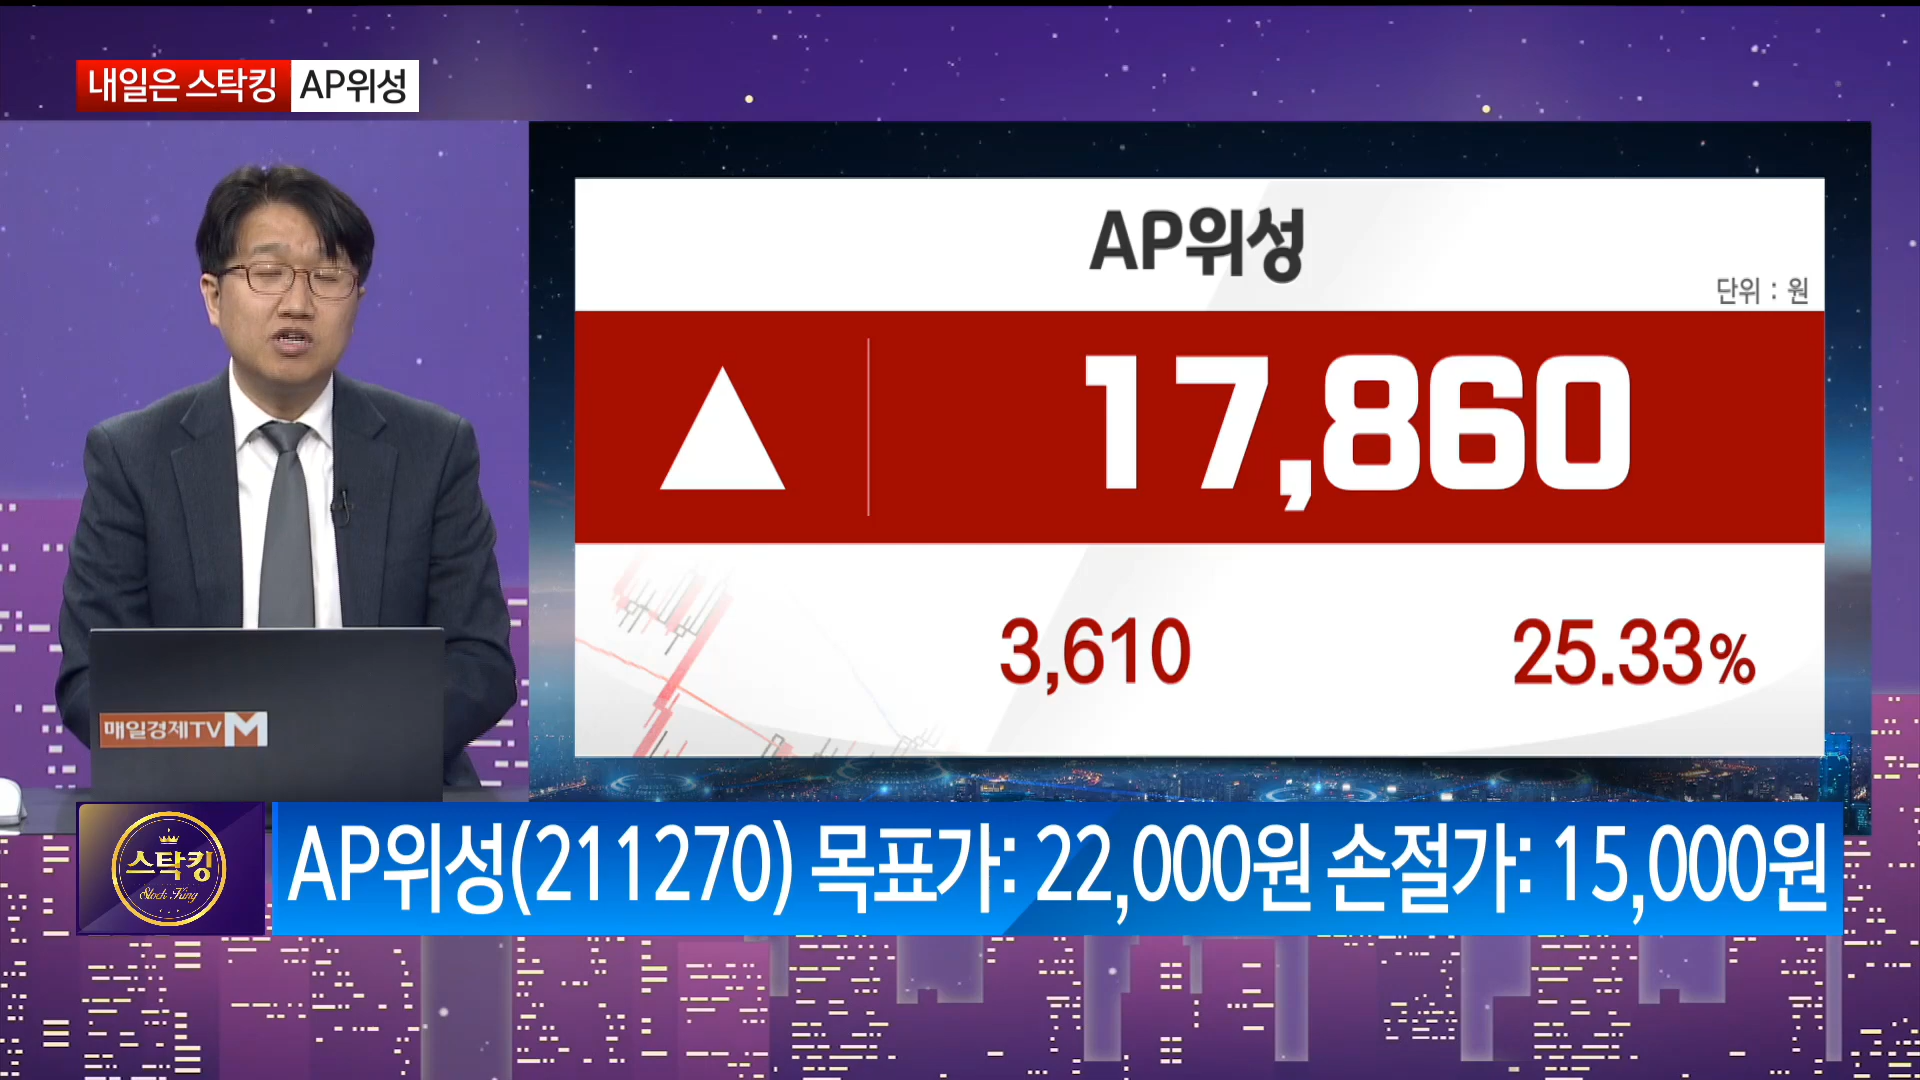 내일은 스탁킹 AP위성
AP위성
단위 : 원
▲ 17,860
3,610 25.33%
매일경제TV M
스탁킹
Stock King
AP위성(211270) 목표가: 22,000원 손절가: 15,000원